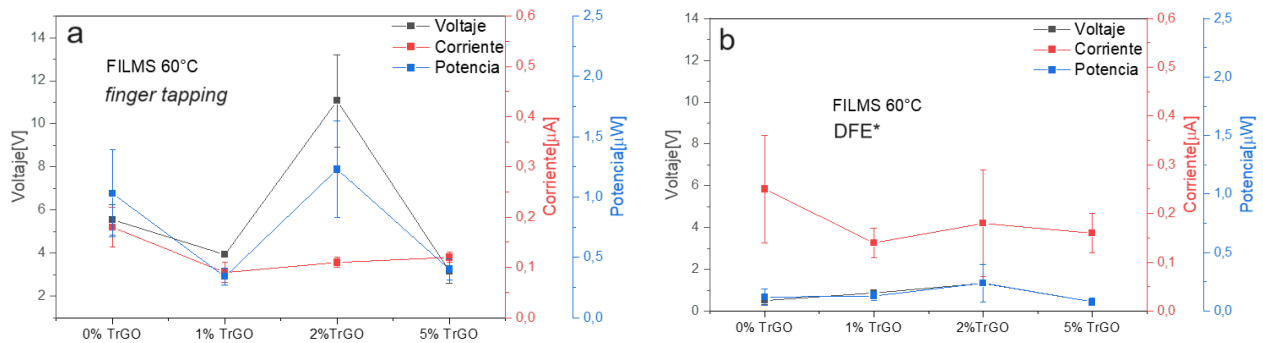 a
FILMS 60°C
finger tapping
Voltaje
Corriente
Potencia
Voltaje[V]
14
12
10
8
6
4
2
0% TrGO
1% TrGO
2%TrGO
5% TrGO
Corriente[µA]
0,6
0,5
0,4
0,3
0,2
0,1
0,0
Potencia[µW]
2,5
2,0
1,5
1,0
0,5
0,0
b
FILMS 60°C
DFE*
Voltaje
Corriente
Potencia
Voltaje[V]
14
12
10
8
6
4
2
0
0% TrGO
1% TrGO
2% TrGO
5% TrGO
Corriente[µA]
0,6
0,5
0,4
0,3
0,2
0,1
0,0
Potencia[µW]
2,5
2,0
1,5
1,0
0,5
0,0